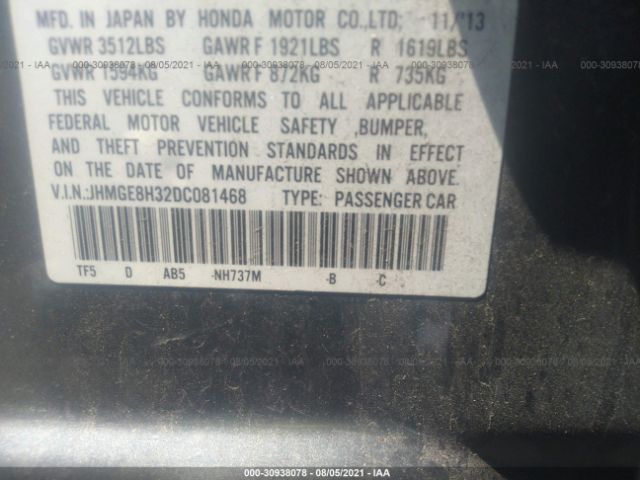 MFD. IN JAPAN BY HONDA MOTOR CO.,LTD. 11/13
GVWR 3512LBS GAWR F 1921LBS R 1619LBS
GVWR 1594KG GAWR F 872KG R 735KG
THIS VEHICLE CONFORMS TO ALL APPLICABLE
FEDERAL MOTOR VEHICLE SAFETY ,BUMPER,
AND THEFT PREVENTION STANDARDS IN EFFECT
ON THE DATE OF MANUFACTURE SHOWN ABOVE.
V.I.N.:JHMGE8H32DC081468 TYPE: PASSENGER CAR
TF5 D AB5 -NH737M -B -C
000-30938078 - 08/05/2021 - IAA